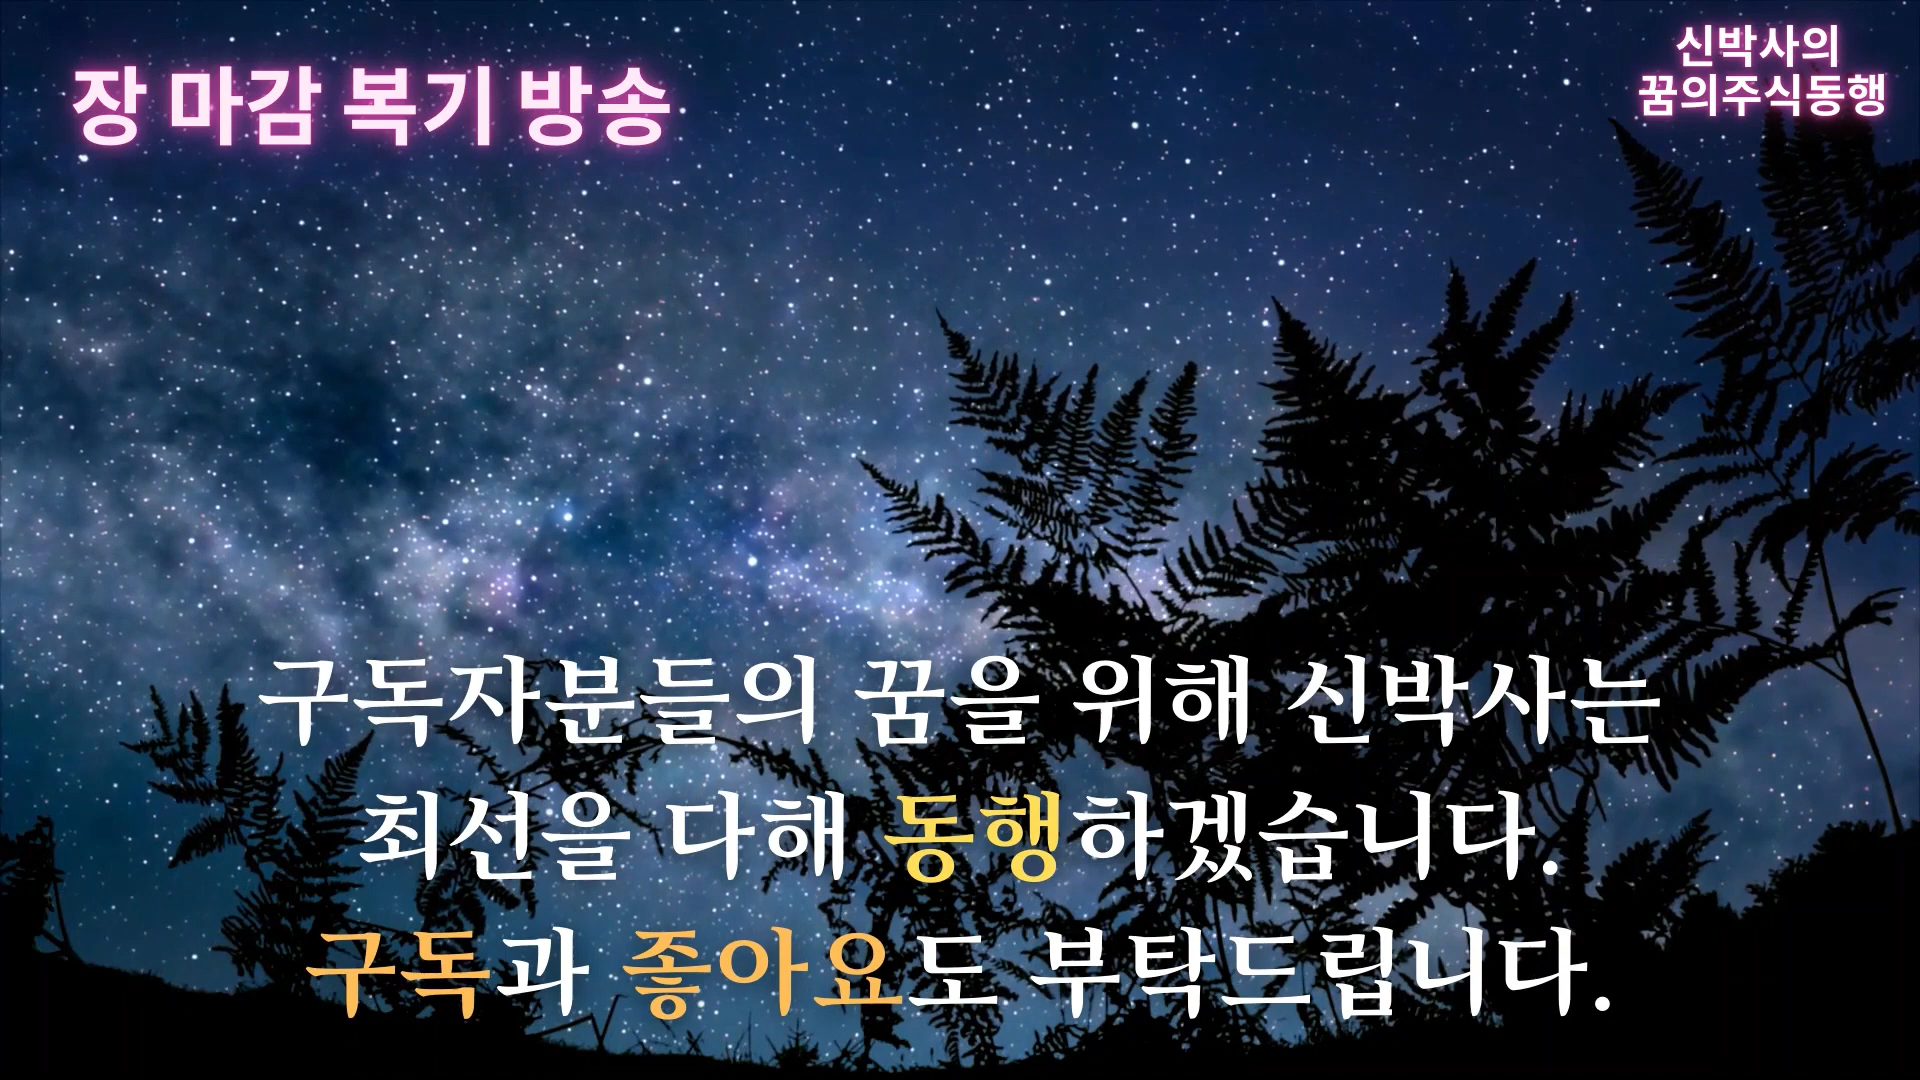 장 마감 복기 방송
신박사의
꿈의주식동행
구독자분들의 꿈을 위해 신박사는
최선을 다해 동행하겠습니다.
구독과 좋아요도 부탁드립니다.